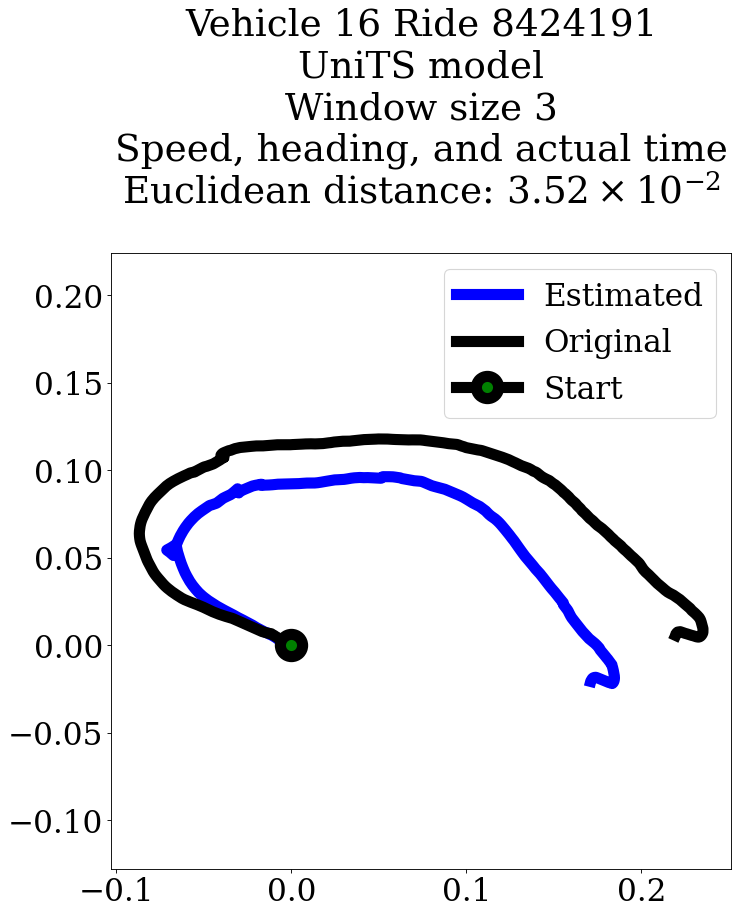 Vehicle 16 Ride 8424191
UniTS model
Window size 3
Speed, heading, and actual time
Euclidean distance: 3.52 × 10⁻²
Estimated
Original
Start
0.20
0.15
0.10
0.05
0.00
−0.05
−0.10
−0.1 0.0 0.1 0.2